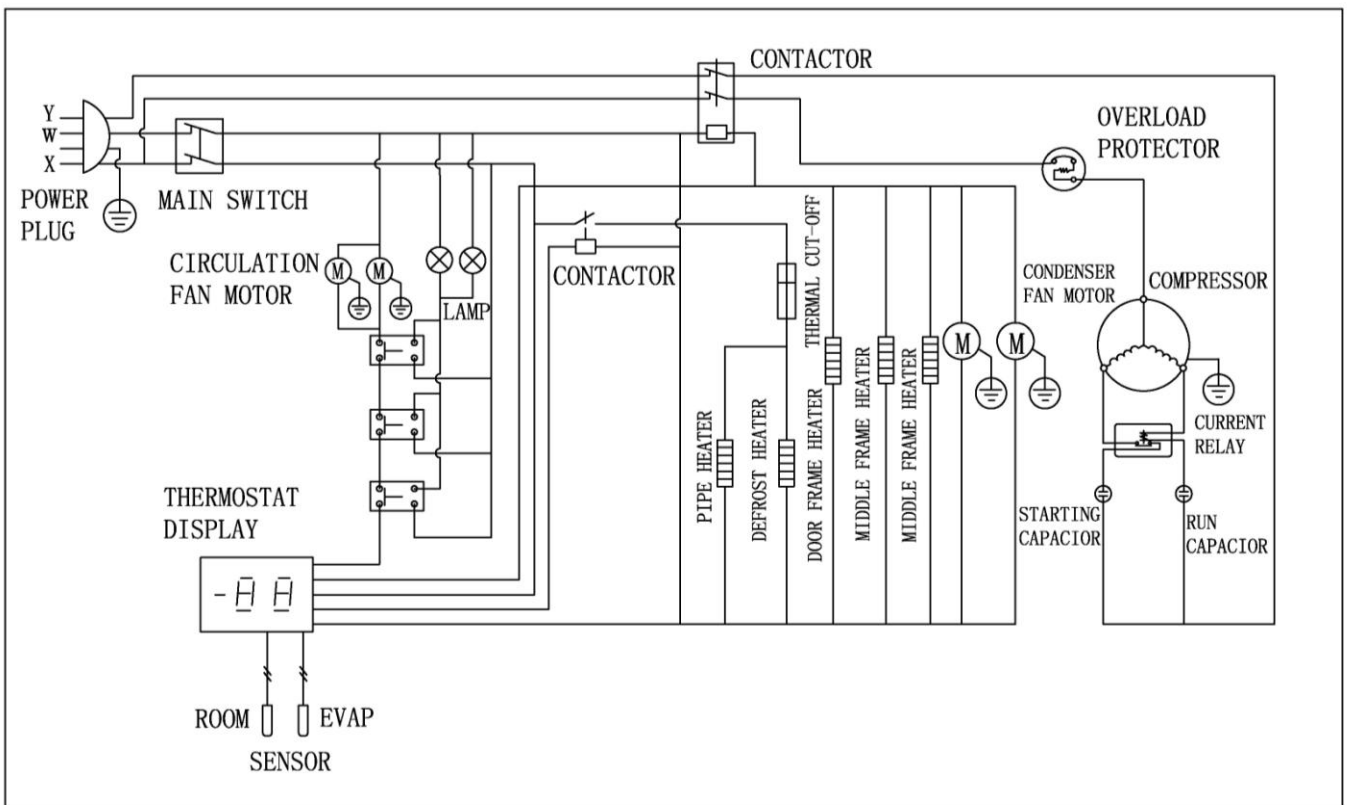 CONTACTOR
Y
W
X
POWER
PLUG
MAIN SWITCH
OVERLOAD
PROTECTOR
CIRCULATION
FAN MOTOR
M
M
LAMP
CONTACTOR
THERMAL CUT-OFF
CONDENSER
FAN MOTOR
COMPRESSOR
M
M
PIPE HEATER
DEFROST HEATER
DOOR FRAME HEATER
MIDDLE FRAME HEATER
MIDDLE FRAME HEATER
CURRENT
RELAY
STARTING
CAPACIOR
RUN
CAPACIOR
THERMOSTAT
DISPLAY
-88
ROOM
EVAP
SENSOR